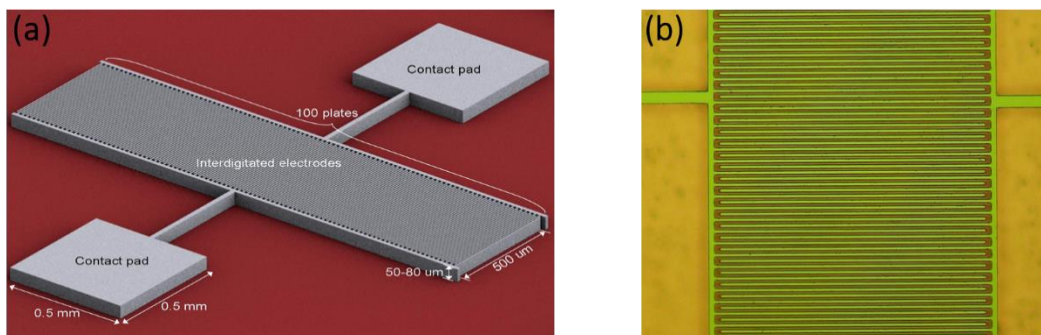 (a)
Contact pad
100 plates
Interdigitated electrodes
Contact pad
50-80 um
500 um
0.5 mm
0.5 mm
(b)